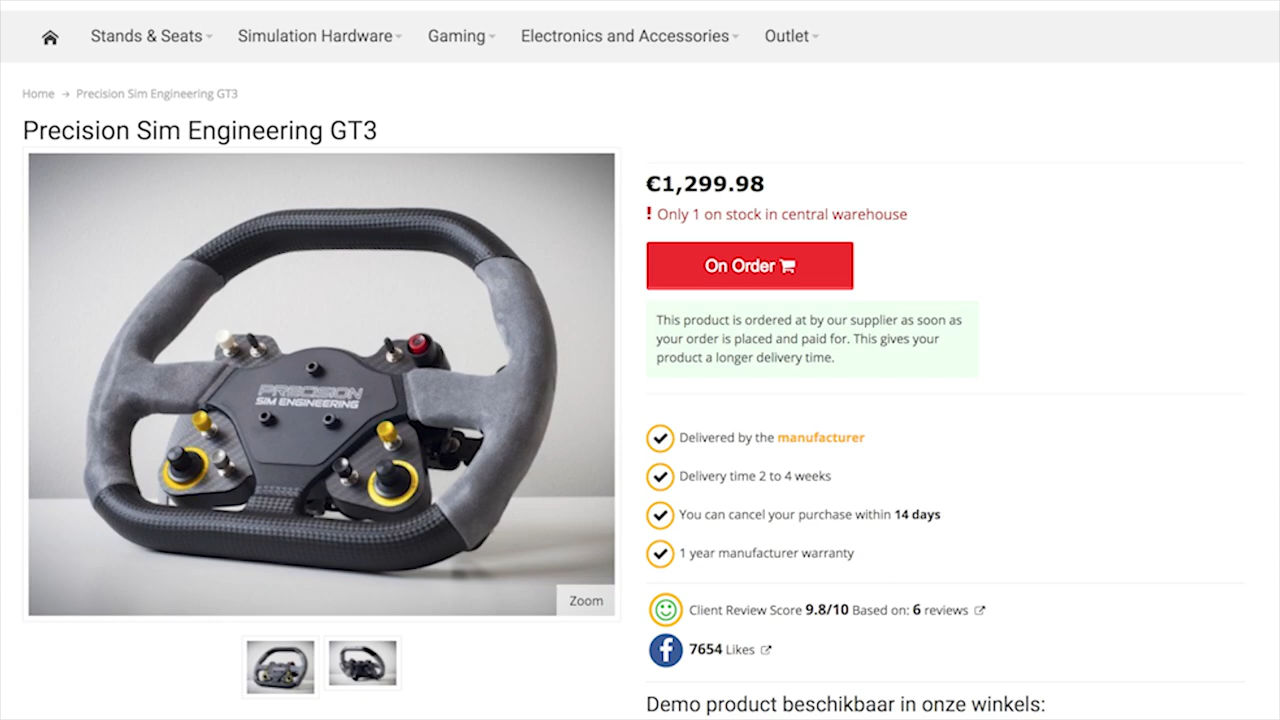 Stands & Seats Simulation Hardware Gaming Electronics and Accessories Outlet
Home → Precision Sim Engineering GT3
Precision Sim Engineering GT3
PRECISION
SIM ENGINEERING
Zoom
€1,299.98
! Only 1 on stock in central warehouse
On Order
This product is ordered at by our supplier as soon as
your order is placed and paid for. This gives your
product a longer delivery time.
Delivered by the manufacturer
Delivery time 2 to 4 weeks
You can cancel your purchase within 14 days
1 year manufacturer warranty
Client Review Score 9.8/10 Based on: 6 reviews
7654 Likes
Demo product beschikbaar in onze winkels: